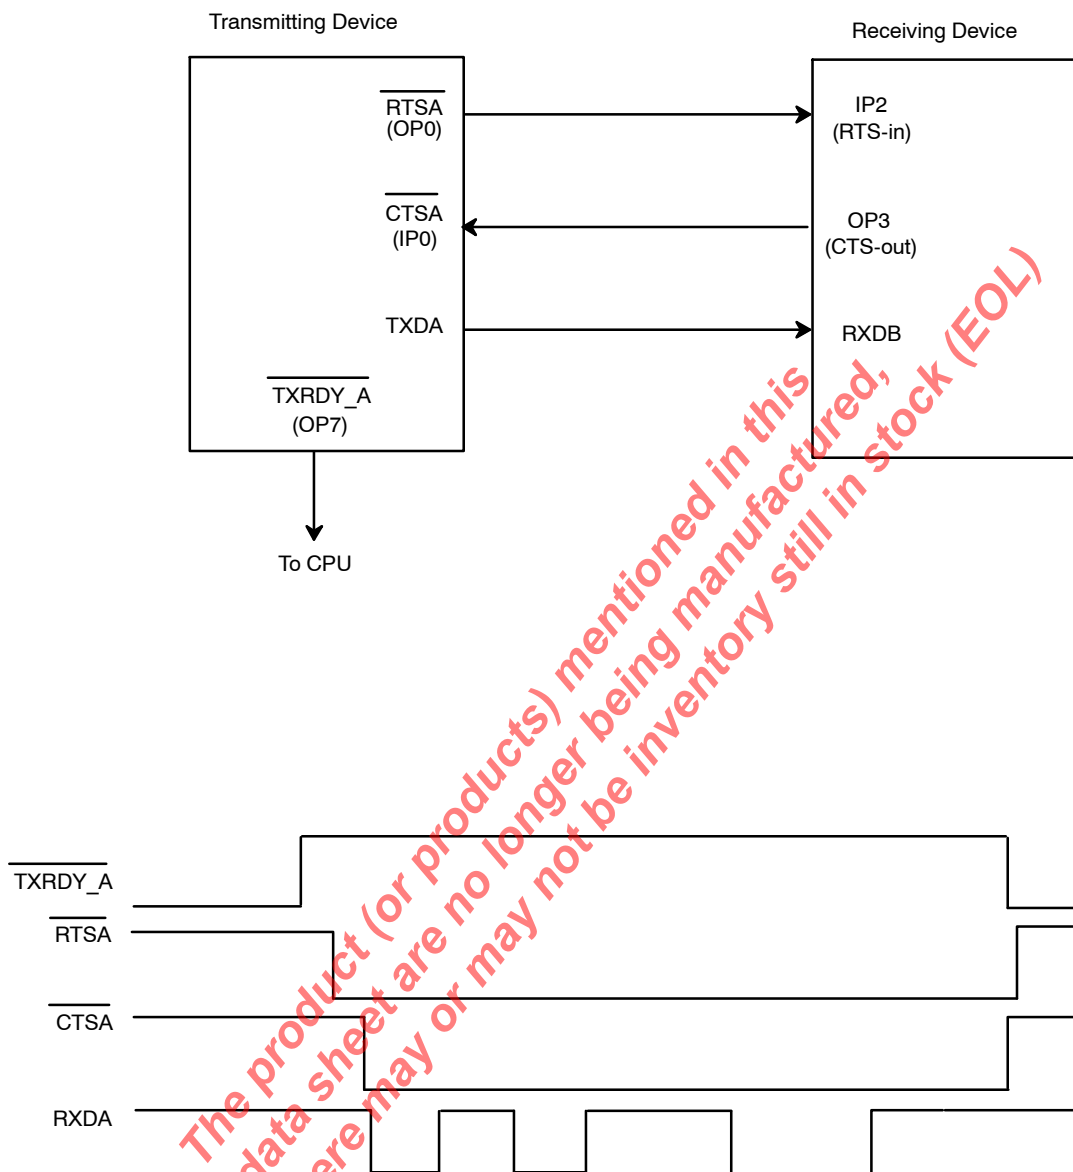 Transmitting Device
Receiving Device
RTSA
(OP0)
IP2
(RTS-in)
CTSA
(IP0)
OP3
(CTS-out)
TXDA
RXDB
TXRDY_A
(OP7)
To CPU
The product (or products) mentioned in this
data sheet are no longer being manufactured,
ere may or may not be inventory still in stock (EOL)
TXRDY_A
RTSA
CTSA
RXDA